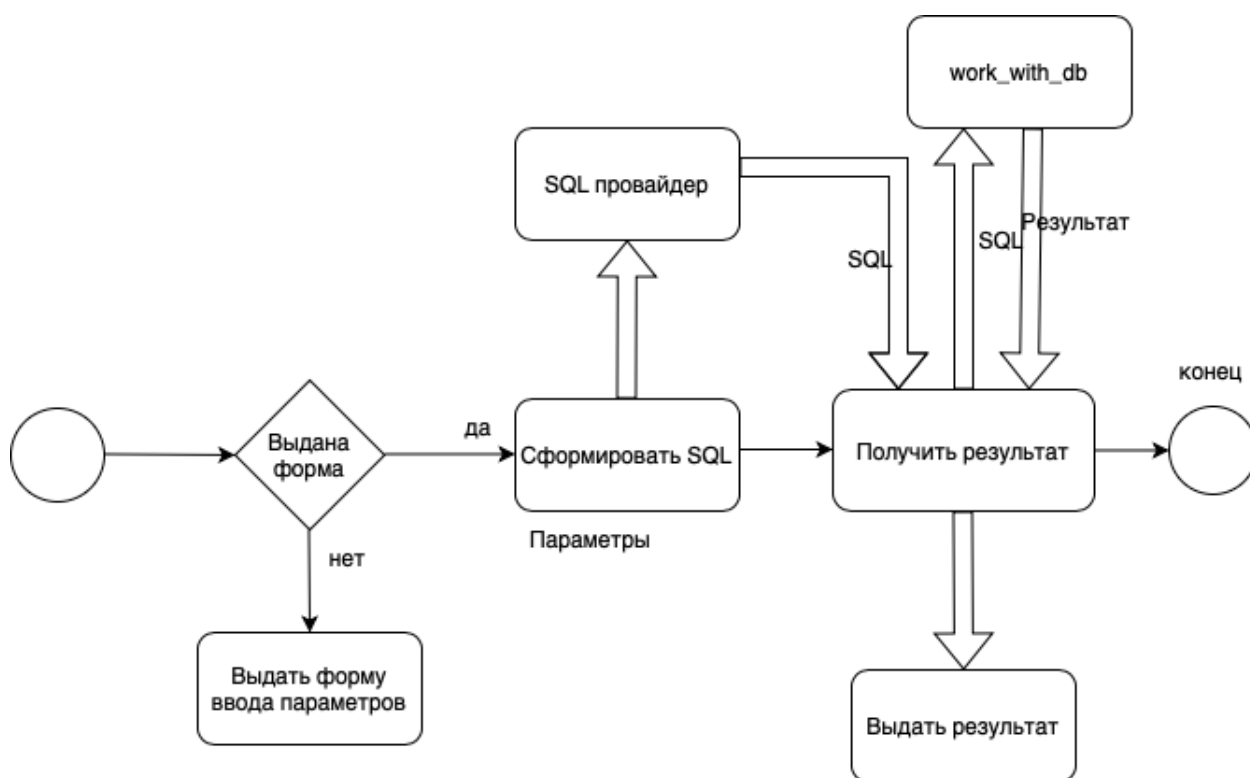 work_with_db
SQL провайдер
SQL
SQL
Результат
конец
Выдана
форма
да
Сформировать SQL
Получить результат
Параметры
нет
Выдать форму
ввода параметров
Выдать результат